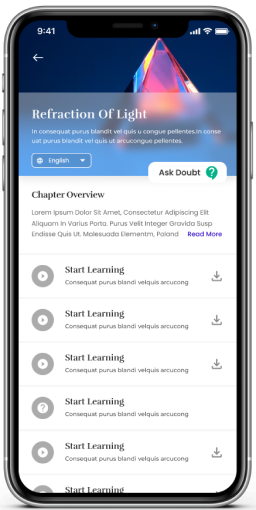 9:41
Refraction Of Light
In consequat purus blandit vel quis u congue pellentes.In conse
uat purus blandit vel quis ut arcucongue pellentes.
English
Ask Doubt
Chapter Overview
Lorem Ipsum Dolor Sit Amet, Consectetur Adipiscing Elit
Aliquam In Varius Porta. Purus Velit Integer Gravida Susp
Endisse Quis Ut. Malesuada Elementm, Poland Read More
Start Learning
Consequat purus blandi velquis arcucong
Start Learning
Consequat purus blandi velquis arcucong
Start Learning
Consequat purus blandi velquis arcucong
Start Learning
Consequat purus blandi velquis arcucong
Start Learning
Consequat purus blandi velquis arcucong
Start Learning